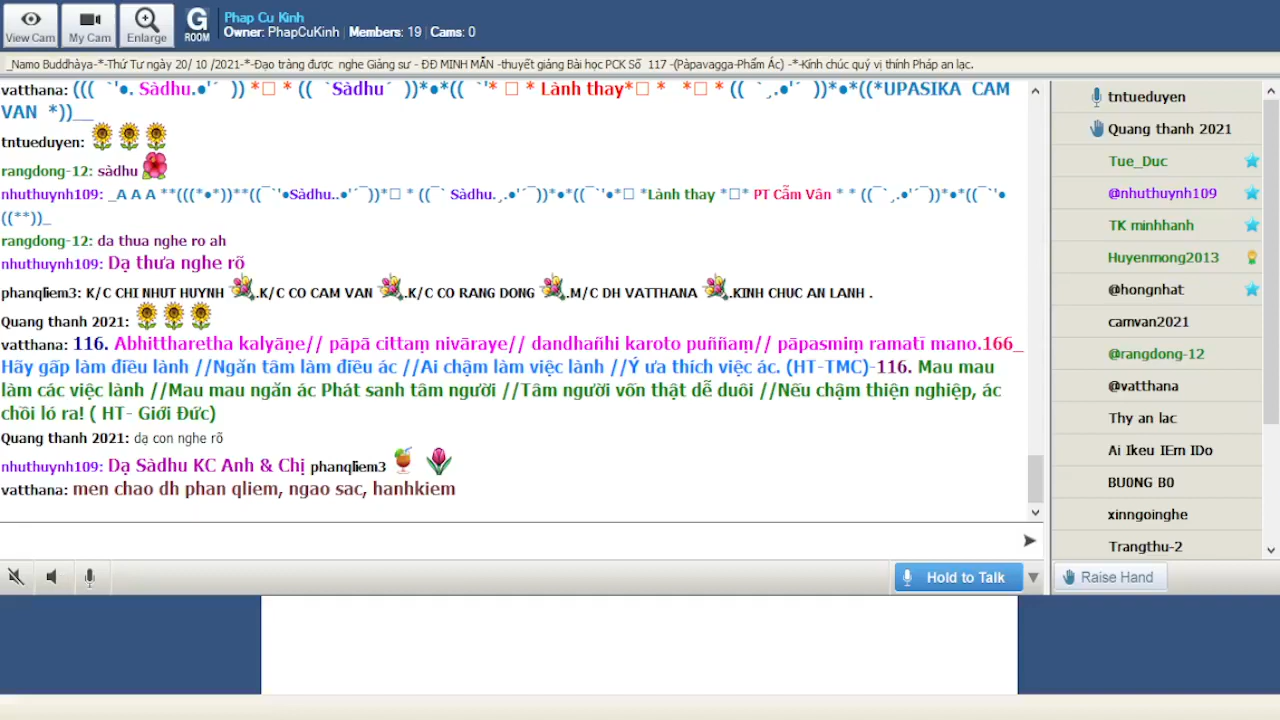 View Cam
My Cam
Enlarge
G
ROOM
Phap Cu Kinh
Owner: PhapCuKinh | Members: 19 | Cams: 0
_Namo Buddhàya-*-Thứ Tư ngày 20/ 10 /2021-*-Đạo tràng được nghe Giảng sư - ĐĐ MINH MẪN -thuyết giảng Bài học PCK Số 117 -(Pàpavagga-Phẩm Ác) -*-Kính chúc quý vị thính Pháp an lạc.
vatthana: ((( `'●. Sàdhu.●'´ )) *□ * (( `Sàdhu´ ))*●*(( `'* □ * Lành thay*□ * *□ * (( `¸.●'´ ))*●*((*UPASIKA CAM
VAN *))__
tntueduyen:
rangdong-12: sàdhu
nhuthuynh109: _A A A **(((*●*))**((¯`'●Sàdhu..●'´¯))*□ * ((¯` Sàdhu.¸.●'´¯))*●*((¯`'●*□ *Lành thay *□* PT Cẩm Vân * * ((¯`¸.●'´¯))*●*((¯`'●
((**))_
rangdong-12: da thua nghe ro ah
nhuthuynh109: Dạ thưa nghe rõ
phanqliem3: K/C CHI NHUT HUYNH .K/C CO CAM VAN .K/C CO RANG DONG .M/C DH VATTHANA .KINH CHUC AN LANH .
Quang thanh 2021:
vatthana: 116. Abhittharetha kalyāṇe// pāpā cittaṃ nivāraye// dandhañhi karoto puññaṃ// pāpasmiṃ ramatī mano.166_
Hãy gấp làm điều lành //Ngăn tâm làm điều ác //Ai chậm làm việc lành //Ý ưa thích việc ác. (HT-TMC)-116. Mau mau
làm các việc lành //Mau mau ngăn ác Phát sanh tâm người //Tâm người vốn thật dễ duôi //Nếu chậm thiện nghiệp, ác
chồi ló ra! ( HT- Giới Đức)
Quang thanh 2021: dạ con nghe rõ
nhuthuynh109: Dạ Sàdhu KC Anh & Chị phanqliem3
vatthana: men chao dh phan qliem, ngao sac, hanhkiem
Hold to Talk
tntueduyen
Quang thanh 2021
Tue_Duc
@nhuthuynh109
TK minhhanh
Huyenmong2013
@hongnhat
camvan2021
@rangdong-12
@vatthana
Thy an lac
Ai Ikeu IEm IDo
BU0NG B0
xinngoinghe
Trangthu-2
Raise Hand